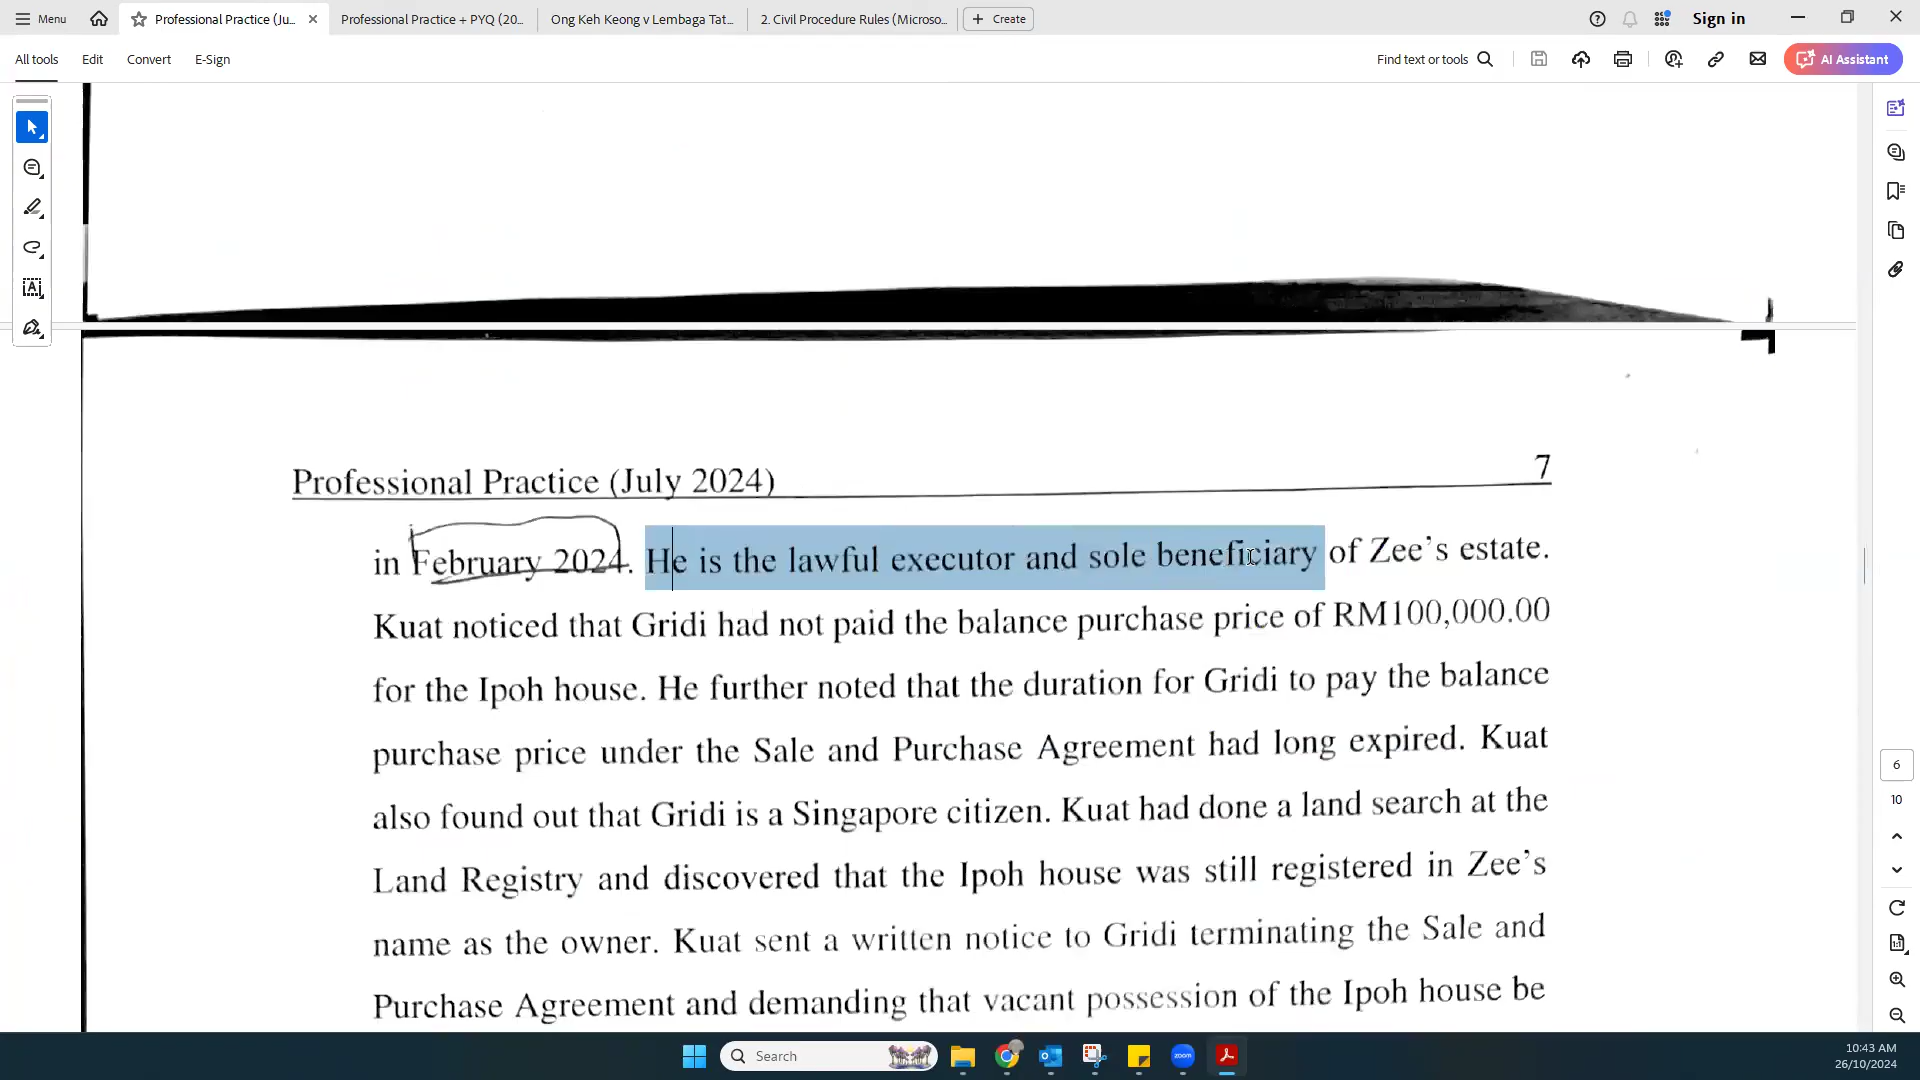 Menu
Professional Practice (Ju...
Professional Practice + PYQ (20...
Ong Keh Keong v Lembaga Tat...
2. Civil Procedure Rules (Microso...
Create
Sign in
All tools
Edit
Convert
E-Sign
Find text or tools
AI Assistant
Professional Practice (July 2024)
7
in February 2024. He is the lawful executor and sole beneficiary of Zee's estate.
Kuat noticed that Gridi had not paid the balance purchase price of RM100,000.00
for the Ipoh house. He further noted that the duration for Gridi to pay the balance
purchase price under the Sale and Purchase Agreement had long expired. Kuat
also found out that Gridi is a Singapore citizen. Kuat had done a land search at the
Land Registry and discovered that the Ipoh house was still registered in Zee's
name as the owner. Kuat sent a written notice to Gridi terminating the Sale and
Purchase Agreement and demanding that vacant possession of the Ipoh house be
6
10
Search
zoom
10:43 AM
26/10/2024